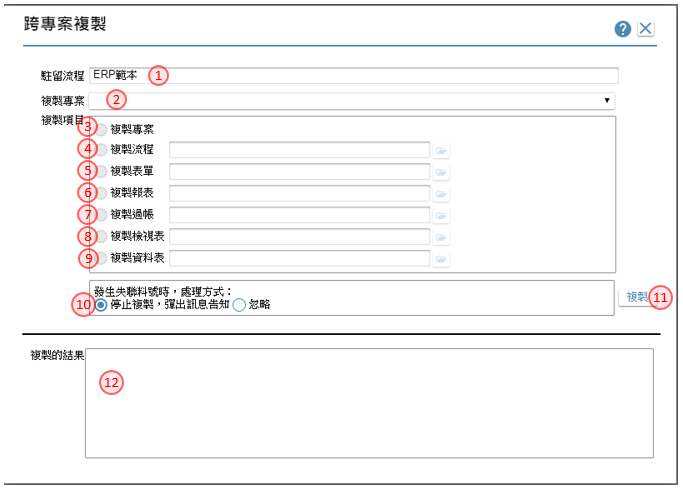 跨專案複製
?
駐留流程 ERP範本 1
複製專案 2
複製項目
3 複製專案
4 複製流程
5 複製表單
6 複製報表
7 複製過帳
8 複製檢視表
9 複製資料表
發生失聯料號時，處理方式：
10 停止複製，彈出訊息告知 忽略
複製 11
複製的結果
12